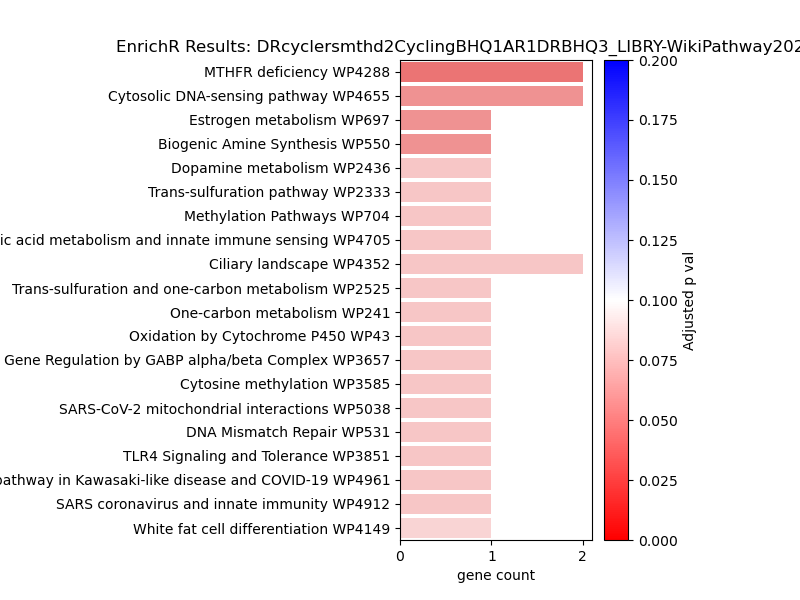 EnrichR Results: DRcyclersmthd2CyclingBHQ1AR1DRBHQ3_LIBRY-WikiPathway202
MTHFR deficiency WP4288
Cytosolic DNA-sensing pathway WP4655
Estrogen metabolism WP697
Biogenic Amine Synthesis WP550
Dopamine metabolism WP2436
Trans-sulfuration pathway WP2333
Methylation Pathways WP704
ic acid metabolism and innate immune sensing WP4705
Ciliary landscape WP4352
Trans-sulfuration and one-carbon metabolism WP2525
One-carbon metabolism WP241
Oxidation by Cytochrome P450 WP43
Gene Regulation by GABP alpha/beta Complex WP3657
Cytosine methylation WP3585
SARS-CoV-2 mitochondrial interactions WP5038
DNA Mismatch Repair WP531
TLR4 Signaling and Tolerance WP3851
pathway in Kawasaki-like disease and COVID-19 WP4961
SARS coronavirus and innate immunity WP4912
White fat cell differentiation WP4149
0 1 2
gene count
0.200
0.175
0.150
0.125
0.100
0.075
0.050
0.025
0.000
Adjusted p val